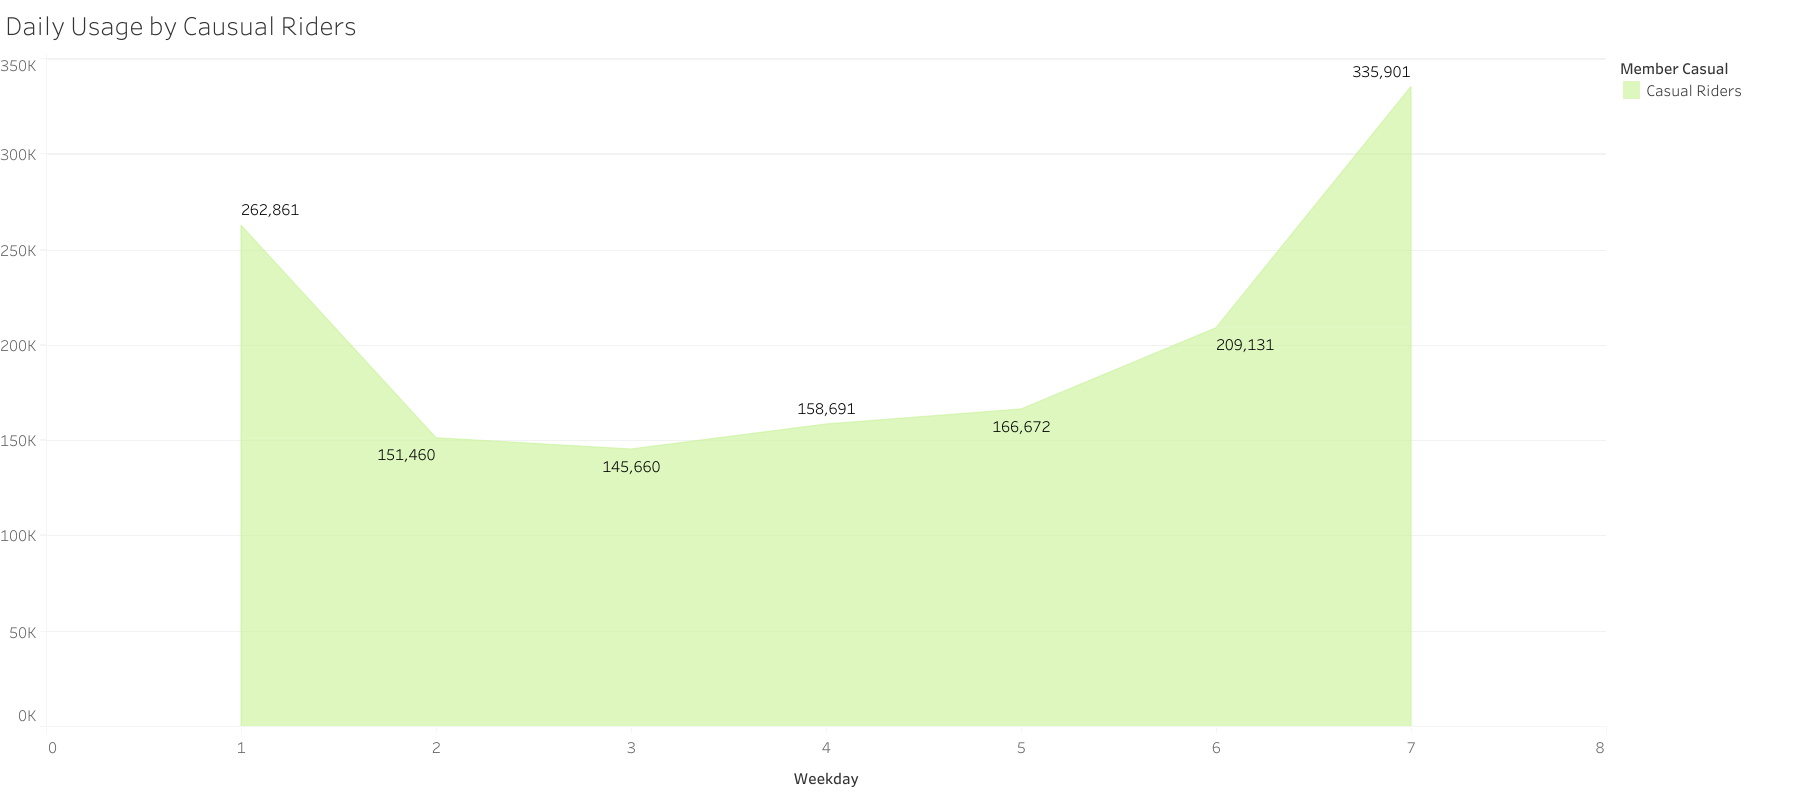 Daily Usage by Causual Riders
350K
300K
250K
200K
150K
100K
50K
0K
262,861
151,460
145,660
158,691
166,672
209,131
335,901
0 1 2 3 4 5 6 7 8
Weekday
Member Casual
Casual Riders